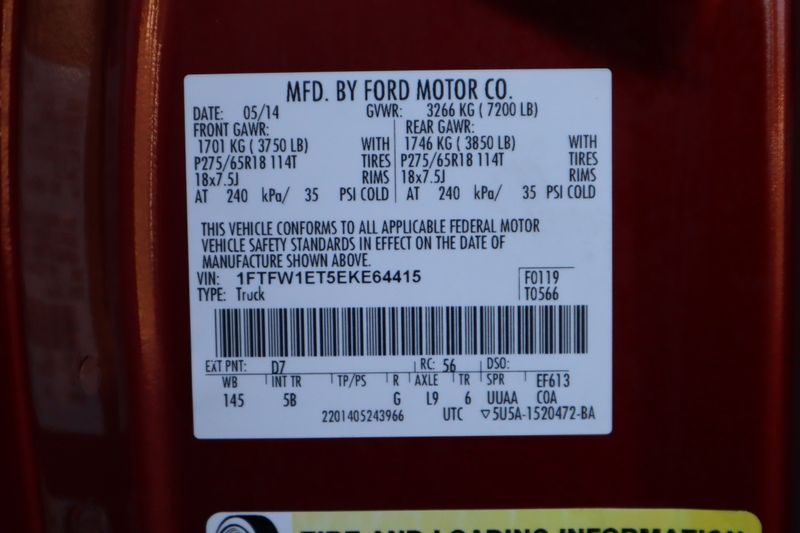 MFD. BY FORD MOTOR CO.
DATE: 05/14 GVWR: 3266 KG ( 7200 LB)
FRONT GAWR: REAR GAWR:
1701 KG ( 3750 LB) WITH 1746 KG ( 3850 LB) WITH
P275/65R18 114T TIRES P275/65R18 114T TIRES
18x7.5J RIMS 18x7.5J RIMS
AT 240 kPa/ 35 PSI COLD AT 240 kPa/ 35 PSI COLD
THIS VEHICLE CONFORMS TO ALL APPLICABLE FEDERAL MOTOR
VEHICLE SAFETY STANDARDS IN EFFECT ON THE DATE OF
MANUFACTURE SHOWN ABOVE.
VIN: 1FTFW1ET5EKE64415 F0119
TYPE: Truck T0566
EXT PNT: D7 RC: 56 DSO:
WB INT TR TP/PS R AXLE TR SPR EF613
145 5B G L9 6 UUAA COA
2201405243966 UTC ▽5U5A-1520472-BA
TIRE AND LOADING INFORMATION